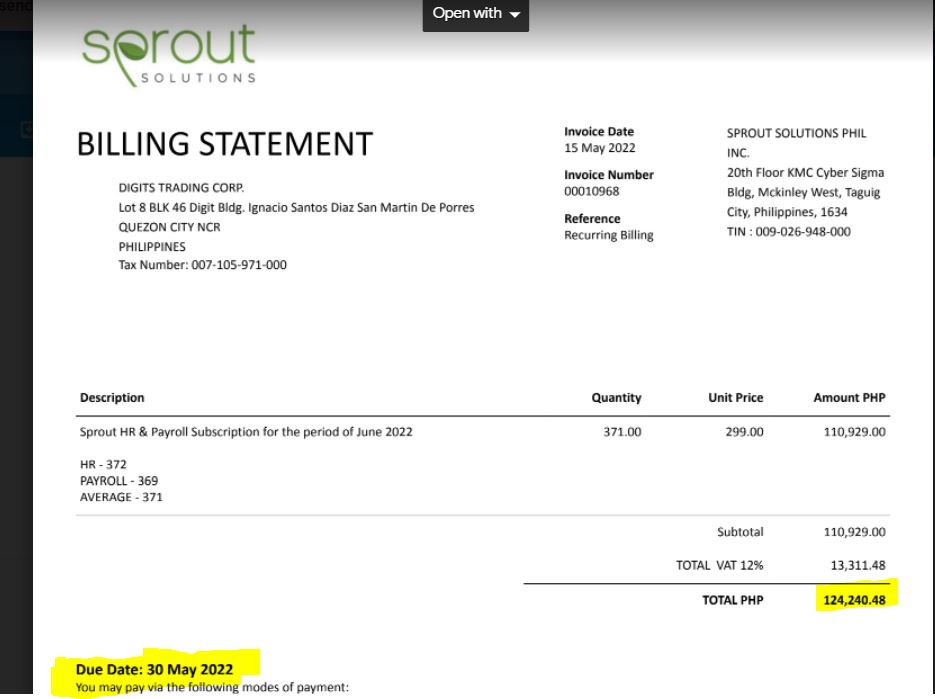 send
Open with
sprout
SOLUTIONS
BILLING STATEMENT
DIGITS TRADING CORP.
Lot 8 BLK 46 Digit Bldg. Ignacio Santos Diaz San Martin De Porres
QUEZON CITY NCR
PHILIPPINES
Tax Number: 007-105-971-000
Invoice Date
15 May 2022
Invoice Number
00010968
Reference
Recurring Billing
SPROUT SOLUTIONS PHIL
INC.
20th Floor KMC Cyber Sigma
Bldg, Mckinley West, Taguig
City, Philippines, 1634
TIN : 009-026-948-000
Description Quantity Unit Price Amount PHP
Sprout HR & Payroll Subscription for the period of June 2022 371.00 299.00 110,929.00
HR - 372
PAYROLL - 369
AVERAGE - 371
Subtotal 110,929.00
TOTAL VAT 12% 13,311.48
TOTAL PHP 124,240.48
Due Date: 30 May 2022
You may pay via the following modes of payment: